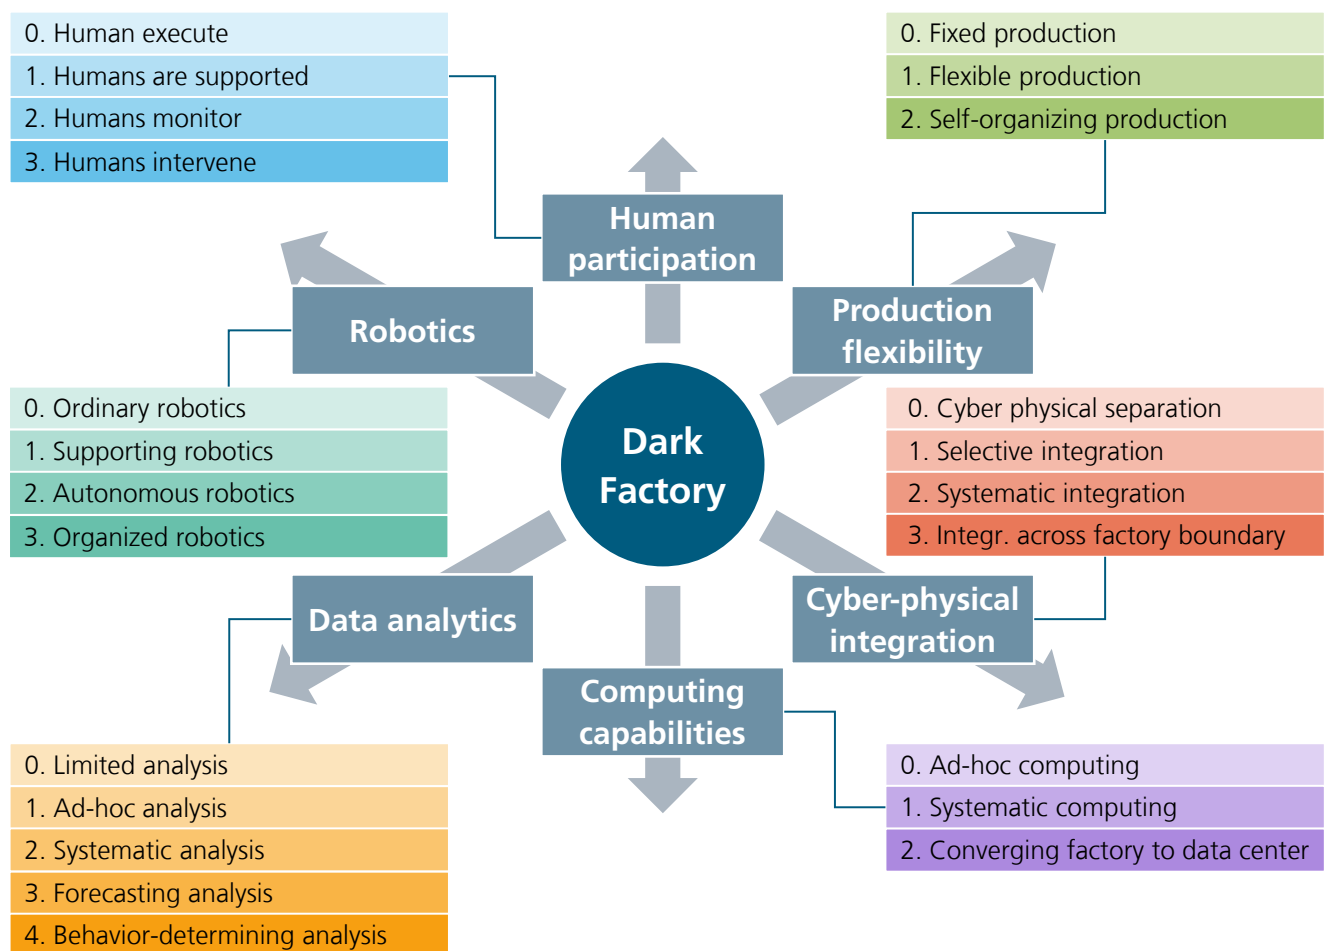 0. Human execute
1. Humans are supported
2. Humans monitor
3. Humans intervene
0. Fixed production
1. Flexible production
2. Self-organizing production
Human
participation
Robotics
Production
flexibility
0. Ordinary robotics
1. Supporting robotics
2. Autonomous robotics
3. Organized robotics
Dark
Factory
0. Cyber physical separation
1. Selective integration
2. Systematic integration
3. Integr. across factory boundary
Data analytics
Cyber-physical
integration
Computing
capabilities
0. Limited analysis
1. Ad-hoc analysis
2. Systematic analysis
3. Forecasting analysis
4. Behavior-determining analysis
0. Ad-hoc computing
1. Systematic computing
2. Converging factory to data center